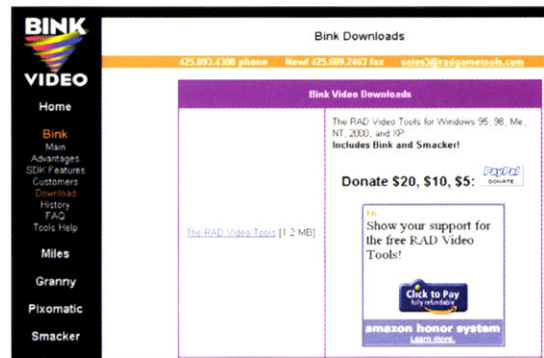 BINK
VIDEO
Home
Bink
Main
Advantages
SDK Features
Customers
Download
History
FAQ
Tools Help
Miles
Granny
Pixomatic
Smacker
Bink Downloads
425.893.4300 phone New! 425.609.2463 fax sales3@radgametools.com
Bink Video Downloads
The RAD Video Tools [1.2 MB]
The RAD Video Tools for Windows 95, 98, Me,
NT, 2000, and XP
Includes Bink and Smacker!
Donate $20, $10, $5: PayPal
DONATE
Hi
Show your support for
the free RAD Video
Tools!
Click to Pay
fully refundable
amazon honor system
Learn more.